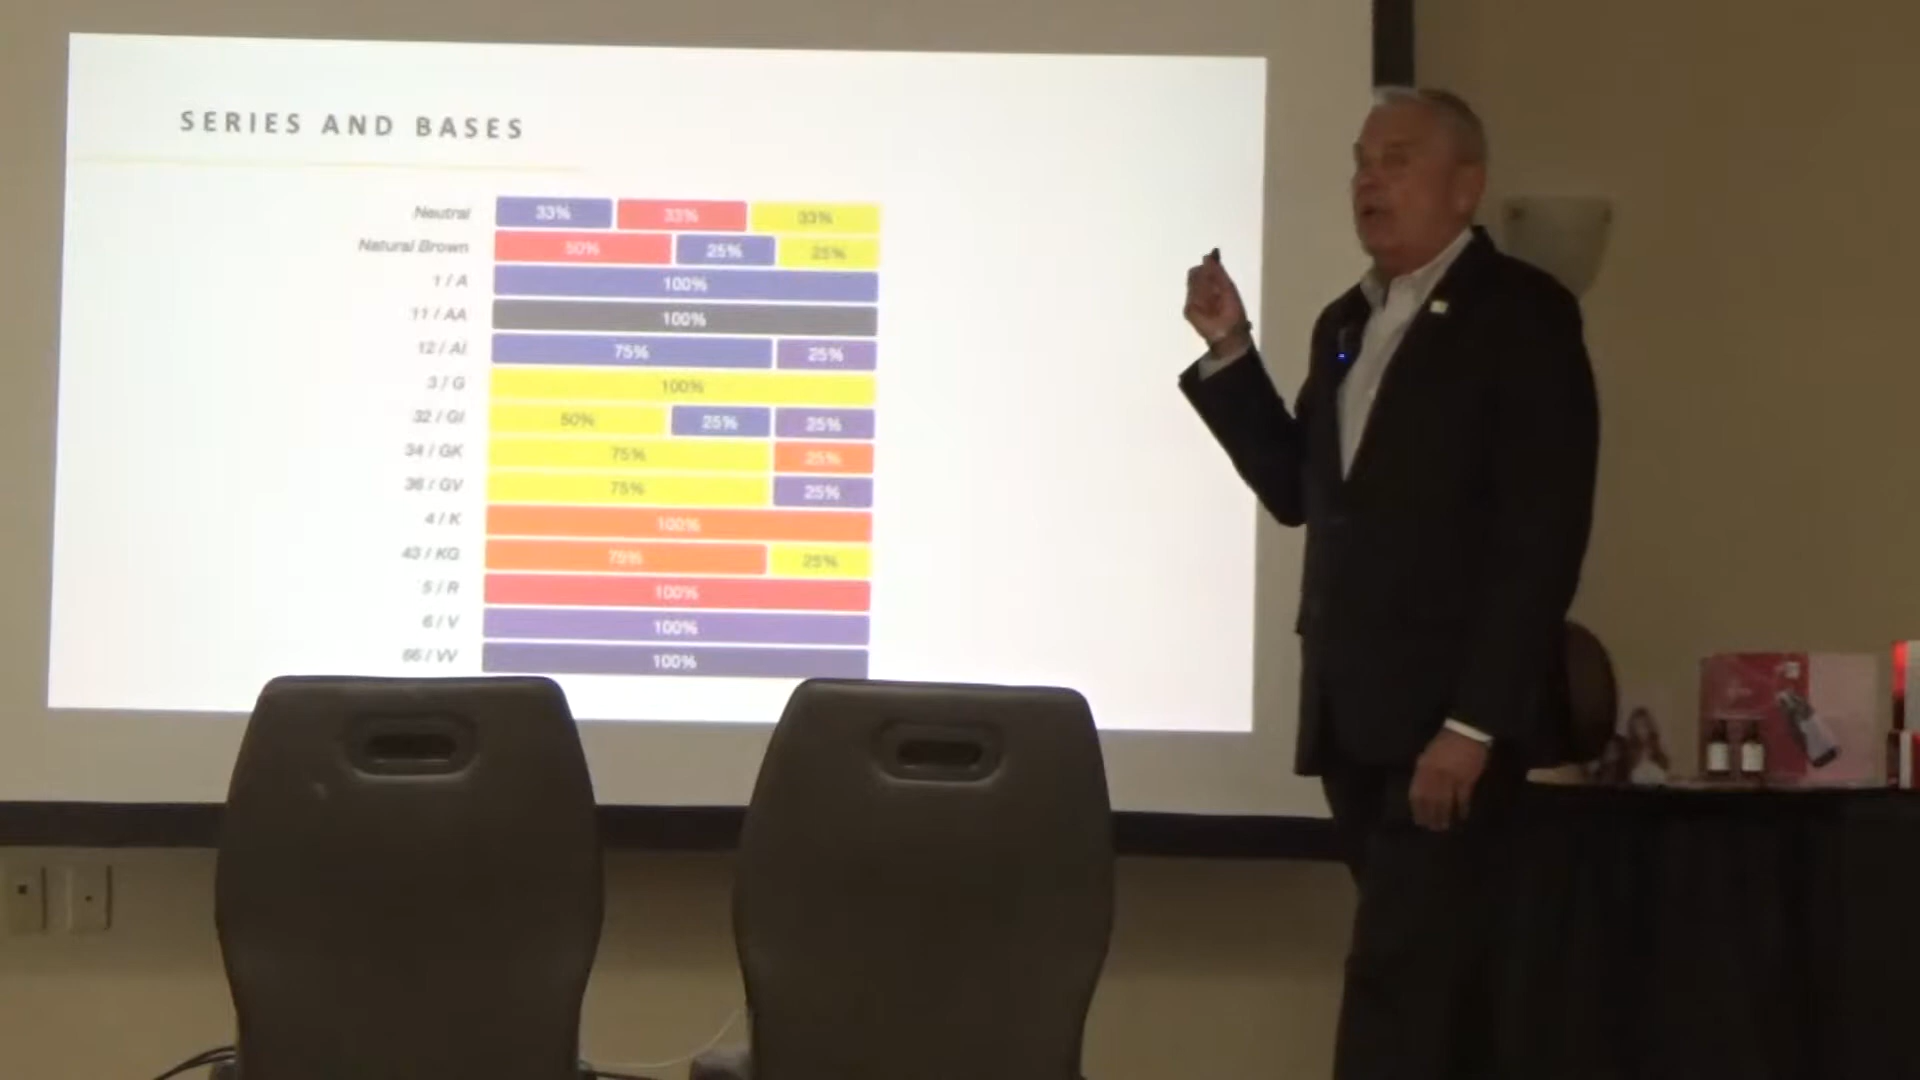 SERIES AND BASES
Neutral 33% 33% 33%
Natural Brown 50% 25% 25%
1 / A 100%
11 / AA 100%
12 / AI 75% 25%
3 / G 100%
32 / GI 50% 25% 25%
34 / GK 75% 25%
36 / GV 75% 25%
4 / K 100%
43 / KG 75% 25%
5 / R 100%
6 / V 100%
66 / VV 100%